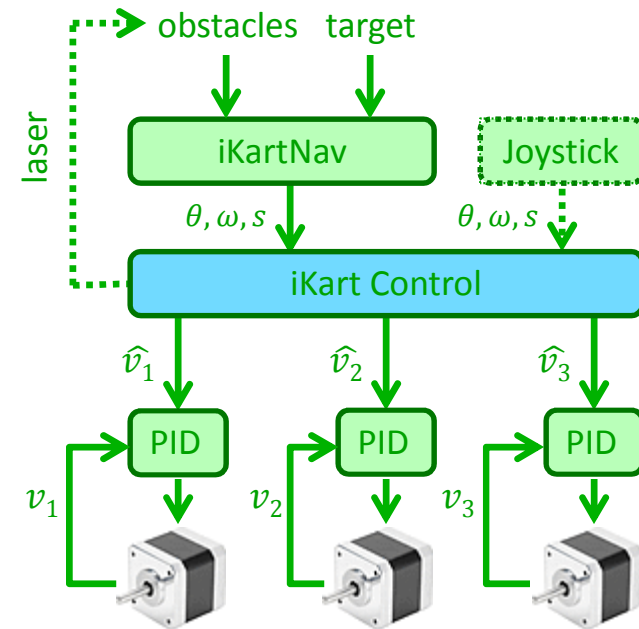 obstacles target
laser
iKartNav
Joystick
θ, ω, s
θ, ω, s
iKart Control
v̂₁
v̂₂
v̂₃
PID
PID
PID
v₁
v₂
v₃